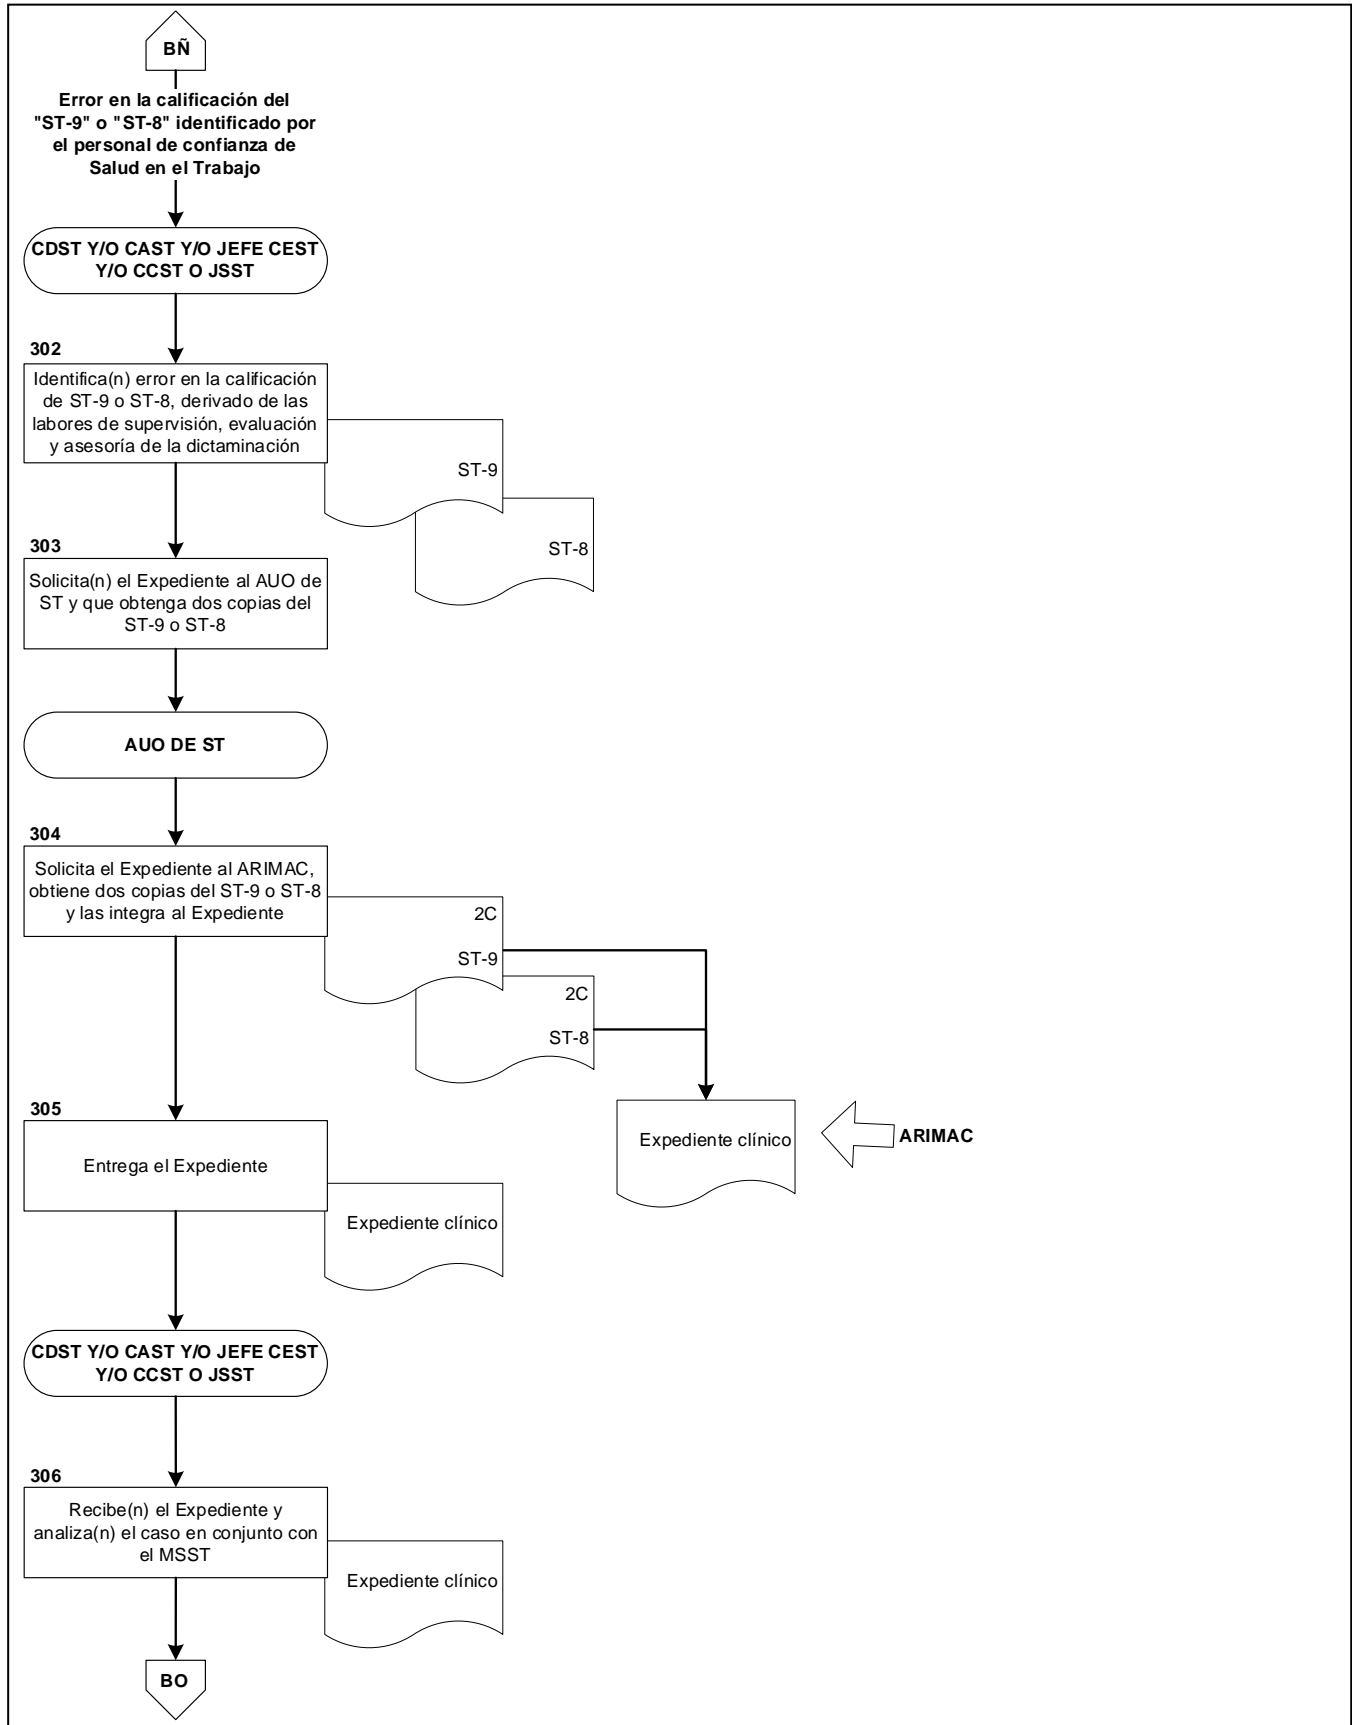 BÑ
Error en la calificación del
"ST-9" o "ST-8" identificado por
el personal de confianza de
Salud en el Trabajo
CDST Y/O CAST Y/O JEFE CEST
Y/O CCST O JSST
302
Identifica(n) error en la calificación
de ST-9 o ST-8, derivado de las
labores de supervisión, evaluación
y asesoría de la dictaminación
ST-9
ST-8
303
Solicita(n) el Expediente al AUO de
ST y que obtenga dos copias del
ST-9 o ST-8
AUO DE ST
304
Solicita el Expediente al ARIMAC,
obtiene dos copias del ST-9 o ST-8
y las integra al Expediente
2C
ST-9
2C
ST-8
Expediente clínico
ARIMAC
305
Entrega el Expediente
Expediente clínico
CDST Y/O CAST Y/O JEFE CEST
Y/O CCST O JSST
306
Recibe(n) el Expediente y
analiza(n) el caso en conjunto con
el MSST
Expediente clínico
BO